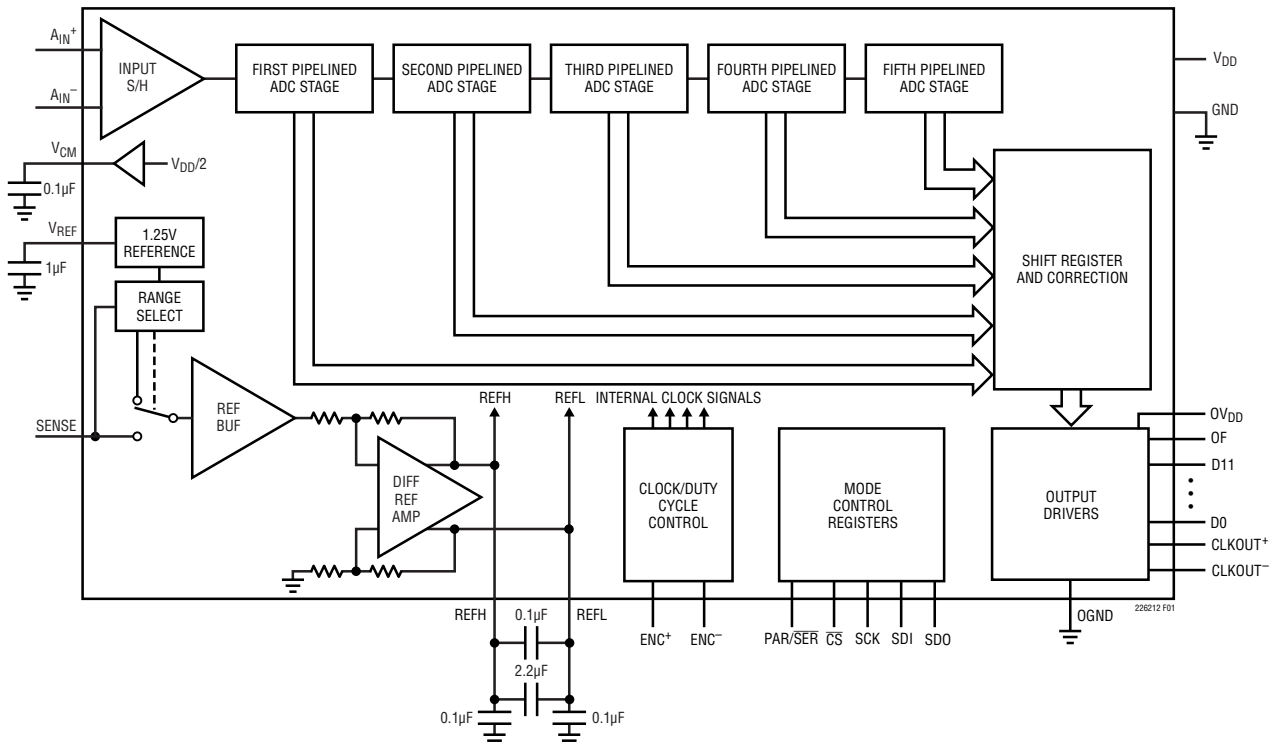 AIN+
INPUT
S/H
AIN−
FIRST PIPELINED
ADC STAGE
SECOND PIPELINED
ADC STAGE
THIRD PIPELINED
ADC STAGE
FOURTH PIPELINED
ADC STAGE
FIFTH PIPELINED
ADC STAGE
VDD
GND
VCM
VDD/2
0.1µF
VREF
1.25V
REFERENCE
1µF
RANGE
SELECT
SHIFT REGISTER
AND CORRECTION
SENSE
REF
BUF
DIFF
REF
AMP
REFH
REFL
INTERNAL CLOCK SIGNALS
CLOCK/DUTY
CYCLE
CONTROL
MODE
CONTROL
REGISTERS
OUTPUT
DRIVERS
OVDD
OF
D11
•
•
•
D0
CLKOUT+
CLKOUT−
226212 F01
REFH
0.1µF
REFL
ENC+
ENC−
PAR/S̅E̅R̅
C̅S̅
SCK
SDI
SDO
OGND
2.2µF
0.1µF
0.1µF